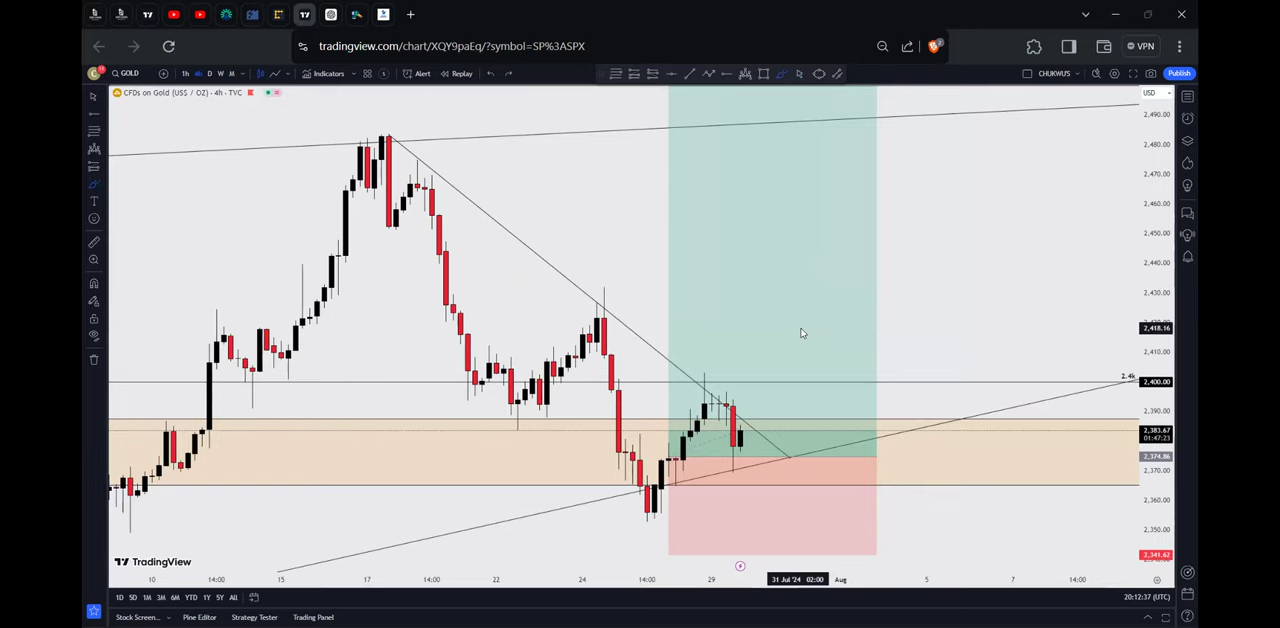 tradingview.com/chart/XQY9paEq/?symbol=SP%3ASPX
VPN
GOLD
1h
4h
D
W
M
Indicators
Alert
Replay
CHUKWU'S
Publish
CFDs on Gold (US$ / OZ) · 4h · TVC
USD
2,490.00
2,480.00
2,470.00
2,460.00
2,450.00
2,440.00
2,430.00
2,418.16
2,410.00
2.4k
2,400.00
2,390.00
2,383.67
01:47:23
2,374.86
2,370.00
2,360.00
2,350.00
2,341.62
TradingView
10
14:00
15
17
14:00
22
24
14:00
29
31 Jul '24 02:00
Aug
5
7
14:00
1D 5D 1M 3M 6M YTD 1Y 5Y All
20:12:37 (UTC)
Stock Screen...
Pine Editor
Strategy Tester
Trading Panel